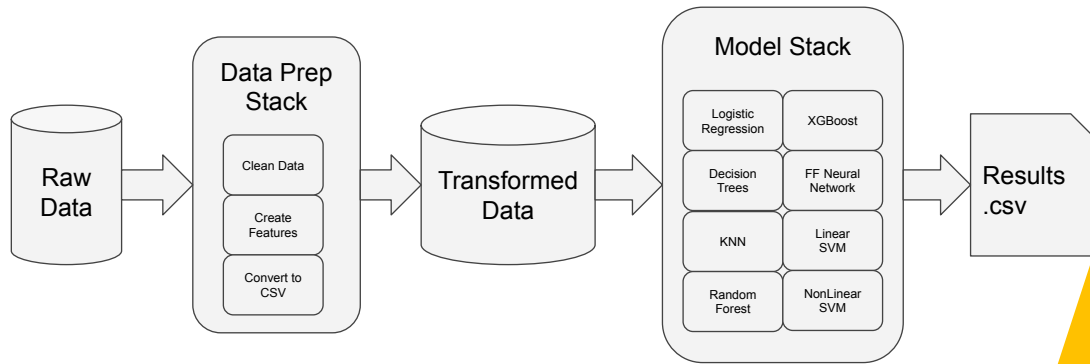 Raw
Data
Data Prep
Stack
Clean Data
Create
Features
Convert to
CSV
Transformed
Data
Model Stack
Logistic
Regression
XGBoost
Decision
Trees
FF Neural
Network
KNN
Linear
SVM
Random
Forest
NonLinear
SVM
Results
.csv